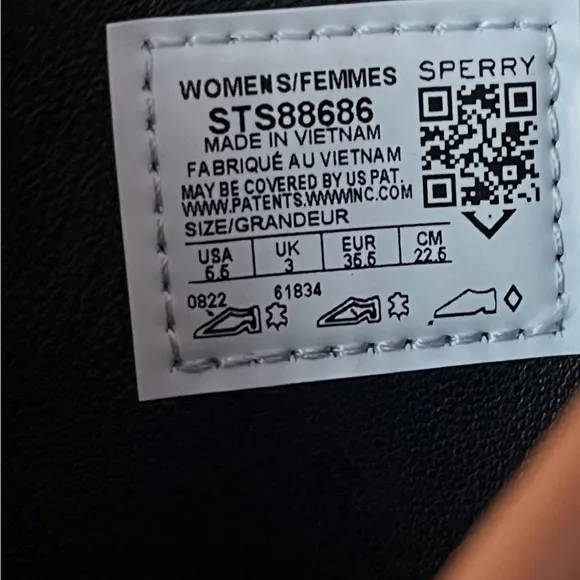 WOMENS/FEMMES
SPERRY
STS88686
MADE IN VIETNAM
FABRIQUÉ AU VIETNAM
MAY BE COVERED BY US PAT.
WWW.PATENTS.WWWINC.COM
SIZE/GRANDEUR
USA UK EUR CM
5.5 3 35.5 22.5
0822 61834